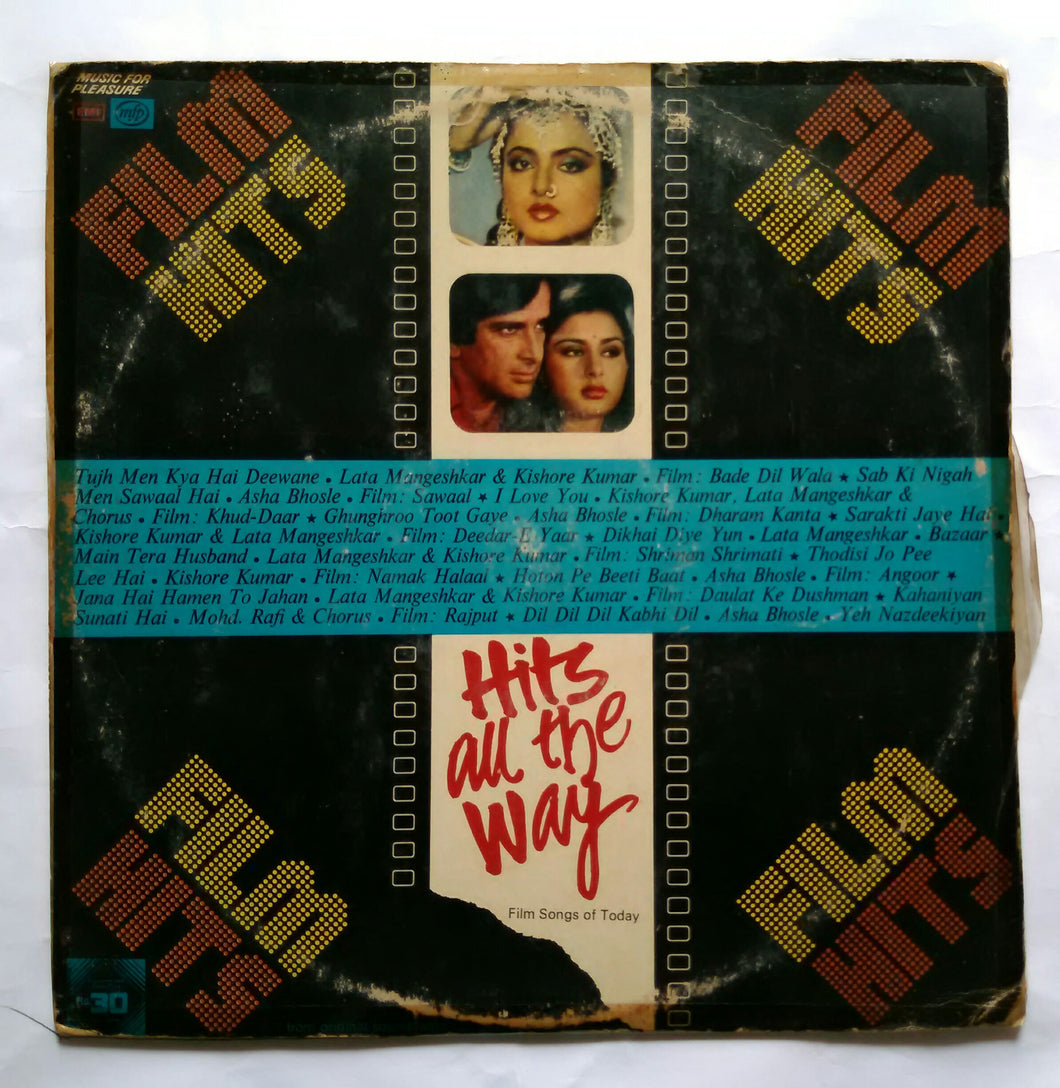 MUSIC FOR
PLEASURE
mfp
FILM
HITS
FILM
HITS
Tujh Men Kya Hai Deewane • Lata Mangeshkar & Kishore Kumar • Film: Bade Dil Wala ★ Sab Ki Nigah
Men Sawaal Hai • Asha Bhosle • Film: Sawaal ★ I Love You • Kishore Kumar, Lata Mangeshkar &
Chorus • Film: Khud-Daar ★ Ghunghroo Toot Gaye • Asha Bhosle • Film: Dharam Kanta ★ Sarakti Jaye Hai •
Kishore Kumar & Lata Mangeshkar • Film: Deedar-E-Yaar ★ Dikhai Diye Yun • Lata Mangeshkar • Bazaar ★
Main Tera Husband • Lata Mangeshkar & Kishore Kumar • Film: Shriman Shrimati ★ Thodisi Jo Pee
Lee Hai • Kishore Kumar • Film: Namak Halaal ★ Hoton Pe Beeti Baat • Asha Bhosle • Film: Angoor ★
Jana Hai Hamen To Jahan • Lata Mangeshkar & Kishore Kumar • Film: Daulat Ke Dushman ★ Kahaniyan
Sunati Hai • Mohd. Rafi & Chorus • Film: Rajput ★ Dil Dil Dil Kabhi Dil • Asha Bhosle • Yeh Nazdeekiyan
Hits
all the
way
Film Songs of Today
FILM
HITS
FILM
HITS
Rs 30
from original